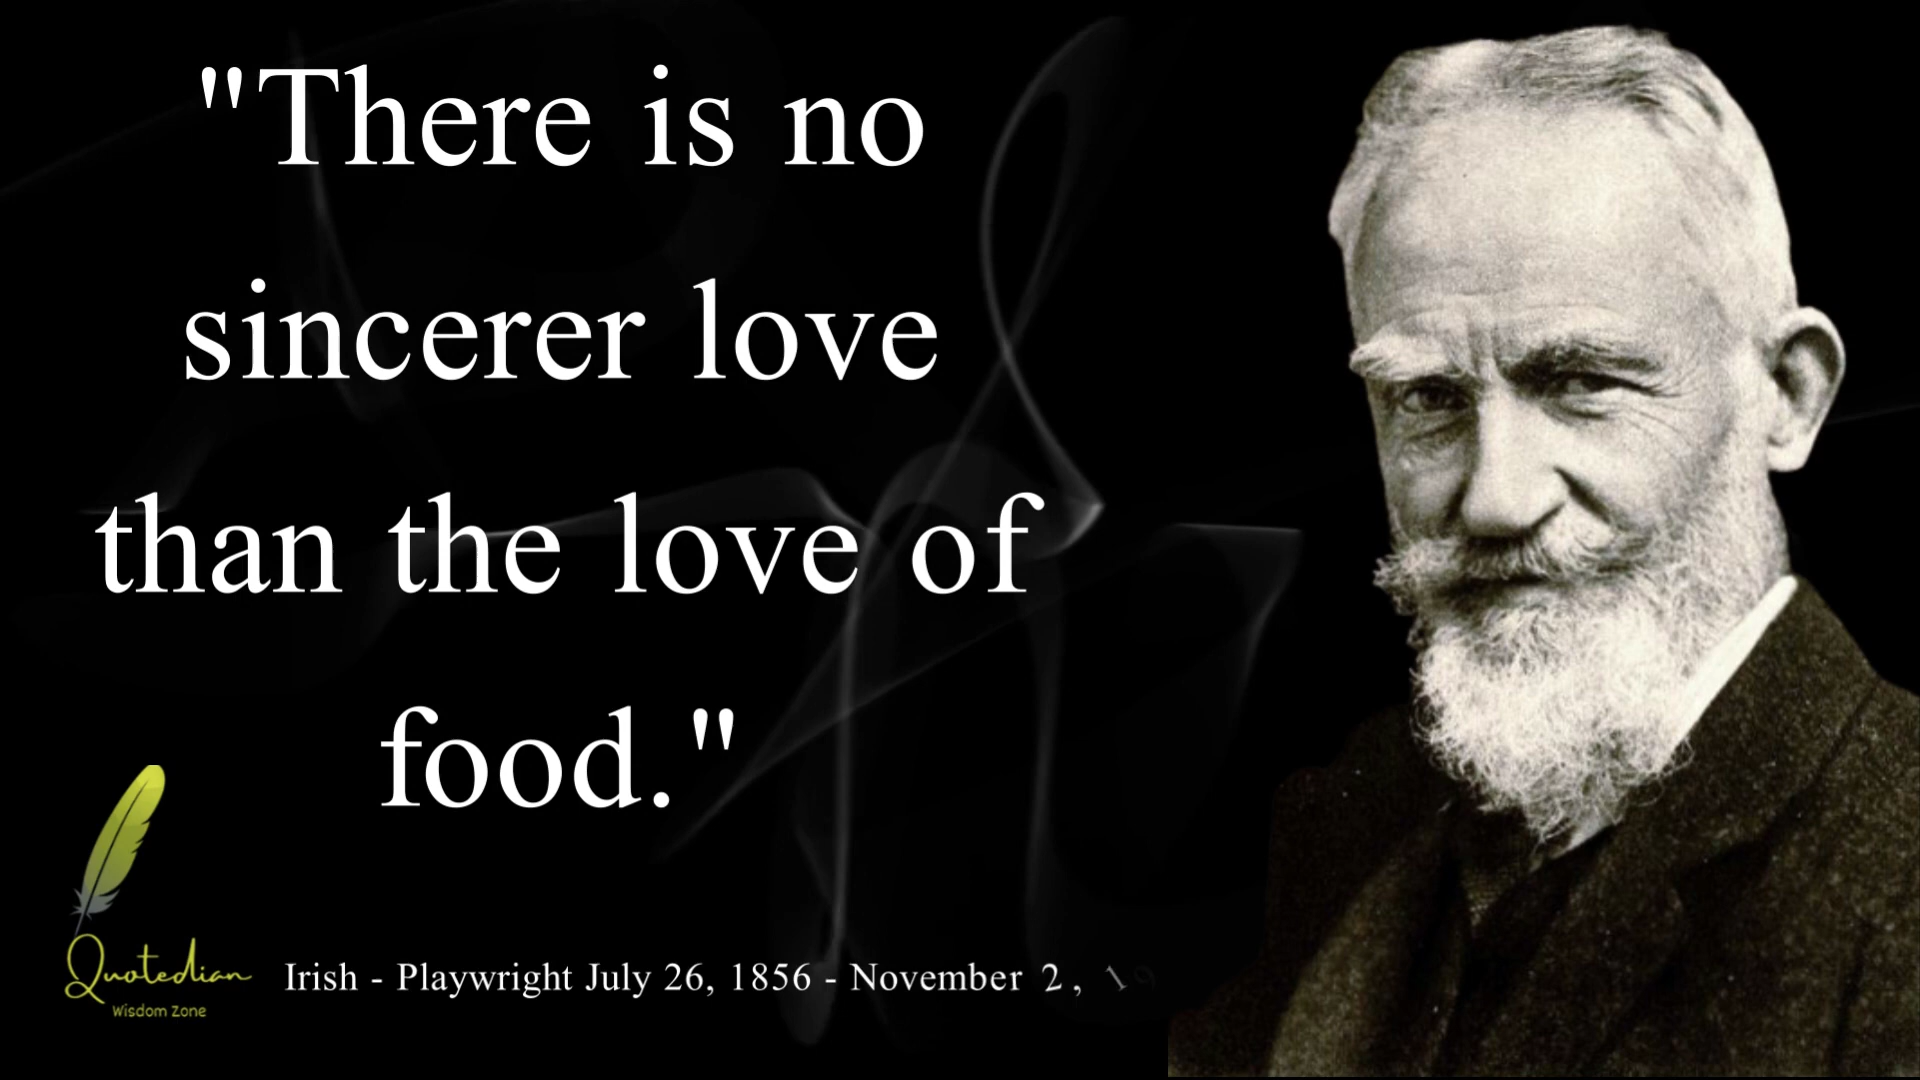 "There is no
sincerer love
than the love of
food."
Quotedian
Wisdom Zone
Irish - Playwright July 26, 1856 - November 2,